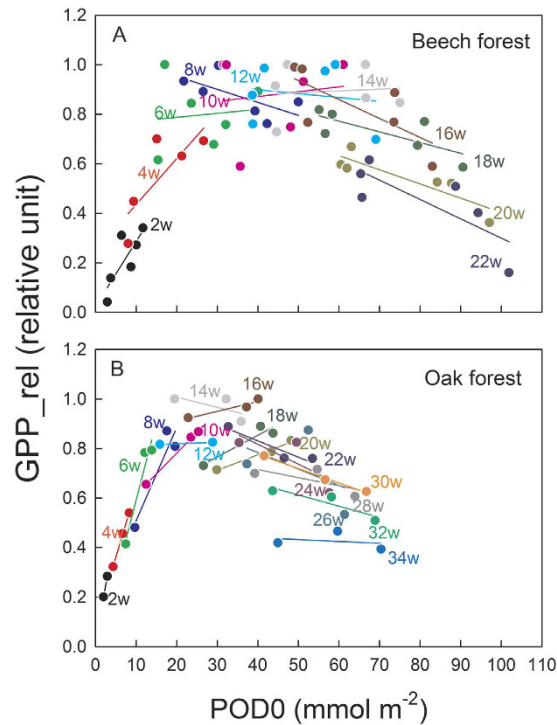 A
Beech forest
1.2
1.0
0.8
0.6
0.4
0.2
0.0
8w
12w
14w
10w
6w
16w
18w
4w
20w
2w
22w
GPP_rel (relative unit)
B
Oak forest
1.2
1.0
0.8
0.6
0.4
0.2
0.0
16w
14w
18w
8w
10w
20w
12w
22w
6w
30w
24w
28w
4w
26w
32w
34w
2w
0 10 20 30 40 50 60 70 80 90 100 110
POD0 (mmol m⁻²)